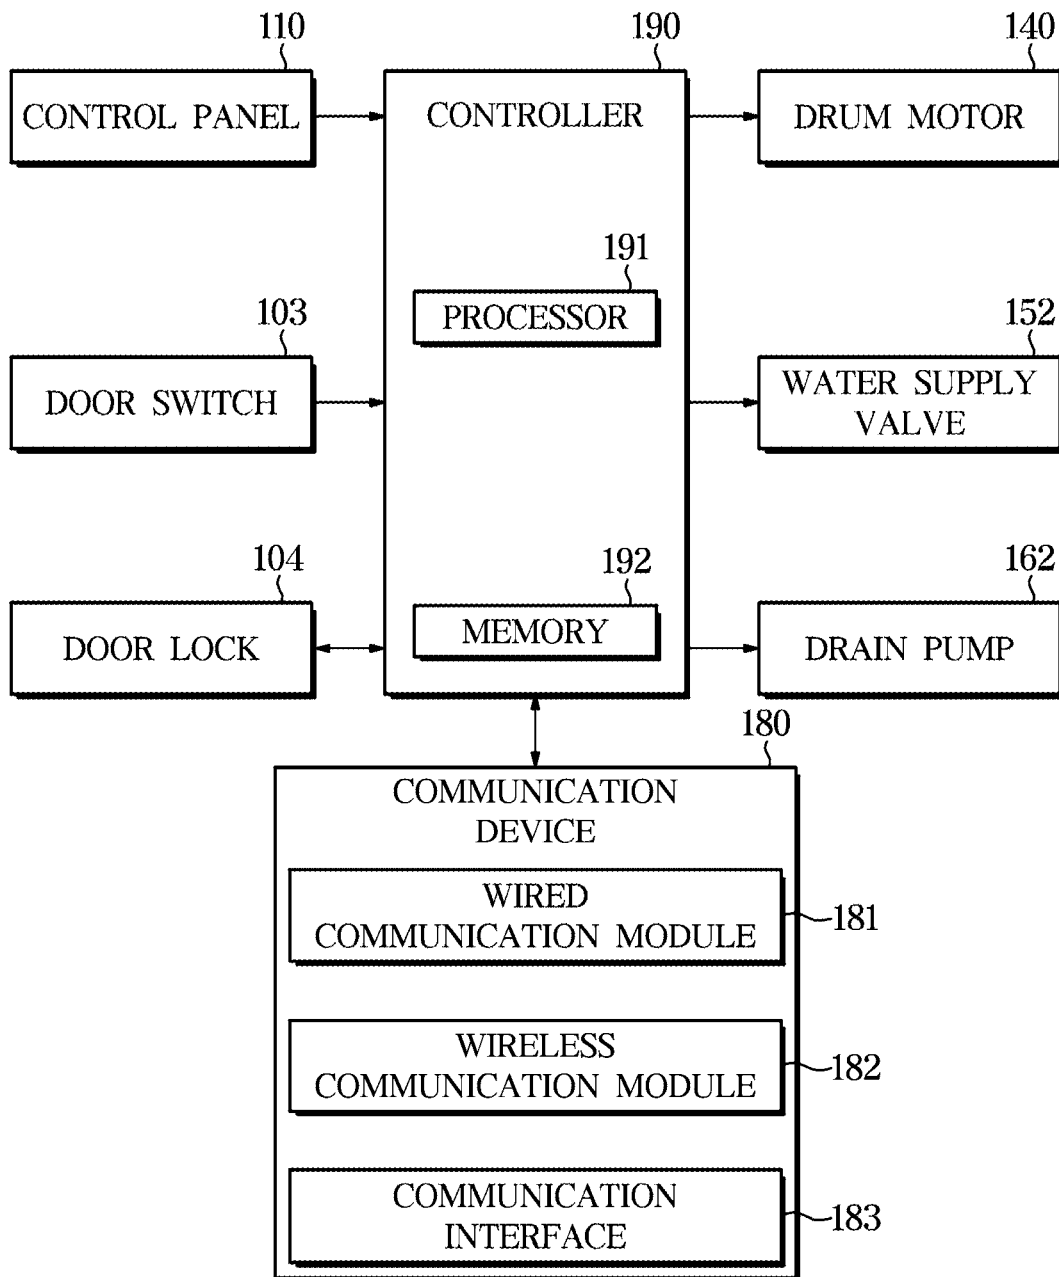 110
190
140
CONTROL PANEL
CONTROLLER
DRUM MOTOR
191
PROCESSOR
103
152
DOOR SWITCH
WATER SUPPLY
VALVE
104
192
162
DOOR LOCK
MEMORY
DRAIN PUMP
180
COMMUNICATION
DEVICE
WIRED
COMMUNICATION MODULE
181
WIRELESS
COMMUNICATION MODULE
182
COMMUNICATION
INTERFACE
183